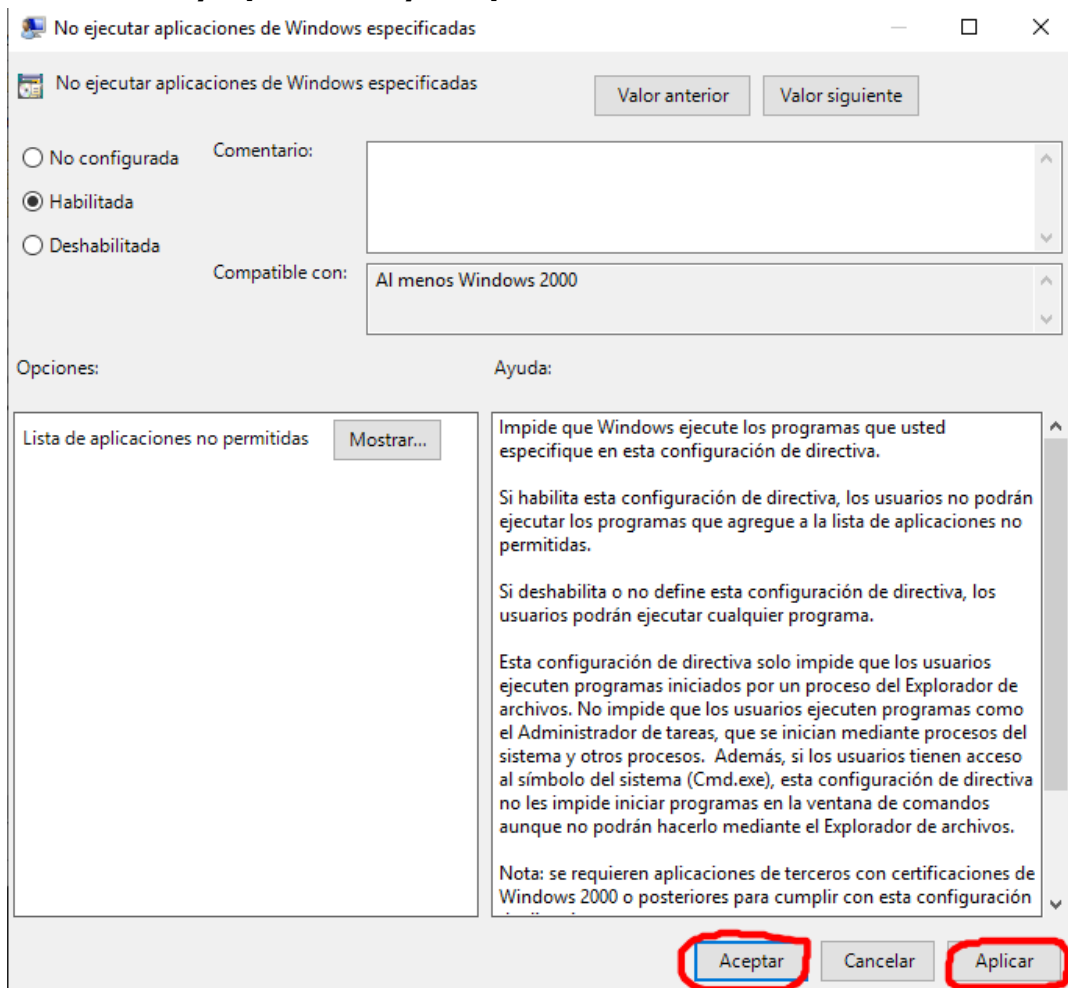 No ejecutar aplicaciones de Windows especificadas
No ejecutar aplicaciones de Windows especificadas
Valor anterior
Valor siguiente
No configurada
Comentario:
Habilitada
Deshabilitada
Compatible con:
Al menos Windows 2000
Opciones:
Ayuda:
Lista de aplicaciones no permitidas
Mostrar...
Impide que Windows ejecute los programas que usted
especifique en esta configuración de directiva.
Si habilita esta configuración de directiva, los usuarios no podrán
ejecutar los programas que agregue a la lista de aplicaciones no
permitidas.
Si deshabilita o no define esta configuración de directiva, los
usuarios podrán ejecutar cualquier programa.
Esta configuración de directiva solo impide que los usuarios
ejecuten programas iniciados por un proceso del Explorador de
archivos. No impide que los usuarios ejecuten programas como
el Administrador de tareas, que se inician mediante procesos del
sistema y otros procesos.  Además, si los usuarios tienen acceso
al símbolo del sistema (Cmd.exe), esta configuración de directiva
no les impide iniciar programas en la ventana de comandos
aunque no podrán hacerlo mediante el Explorador de archivos.
Nota: se requieren aplicaciones de terceros con certificaciones de
Windows 2000 o posteriores para cumplir con esta configuración
Aceptar
Cancelar
Aplicar